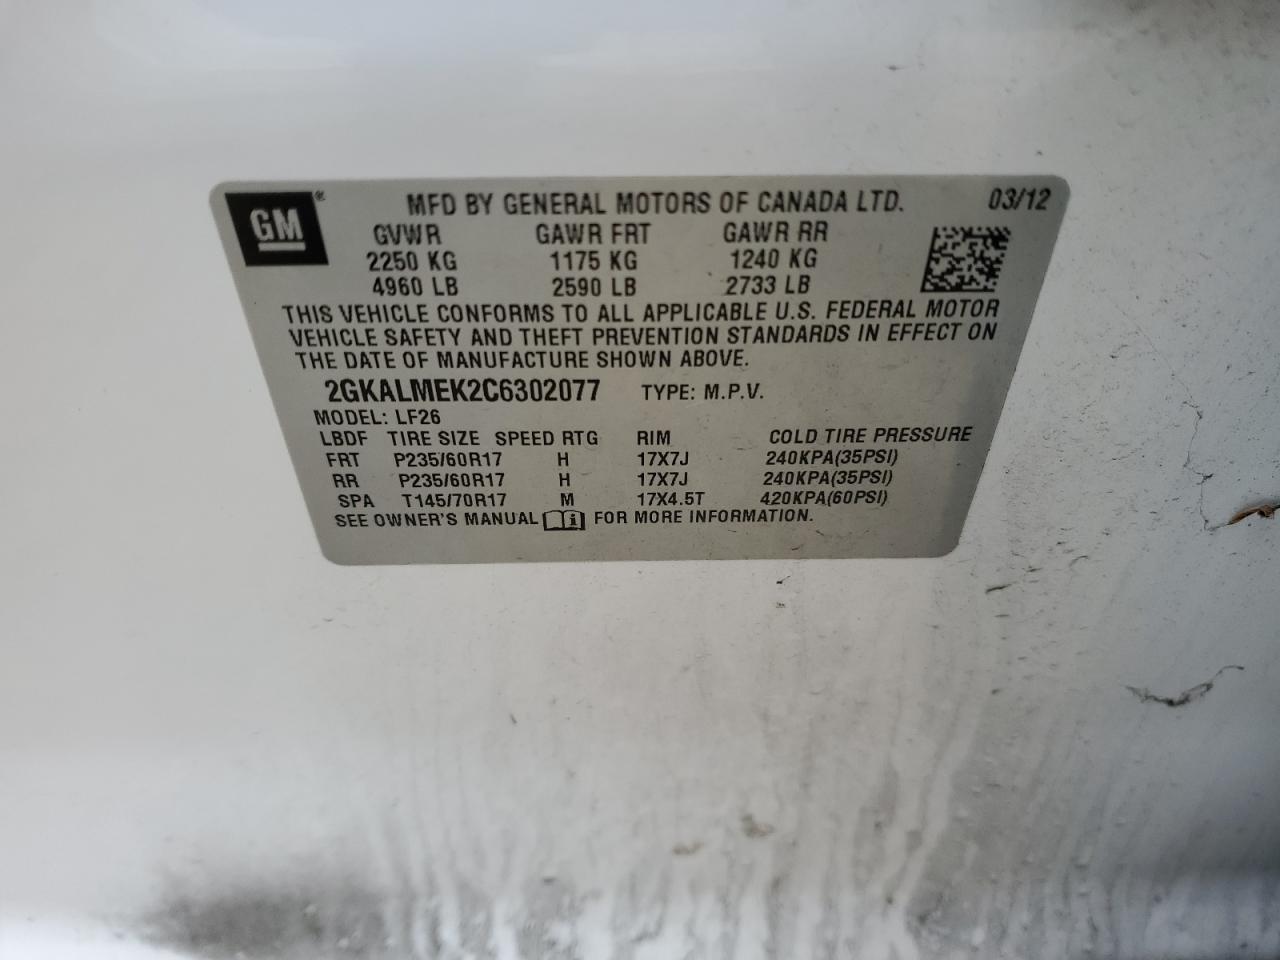 GM ® MFD BY GENERAL MOTORS OF CANADA LTD. 03/12
GVWR GAWR FRT GAWR RR
2250 KG 1175 KG 1240 KG
4960 LB 2590 LB 2733 LB
THIS VEHICLE CONFORMS TO ALL APPLICABLE U.S. FEDERAL MOTOR
VEHICLE SAFETY AND THEFT PREVENTION STANDARDS IN EFFECT ON
THE DATE OF MANUFACTURE SHOWN ABOVE.
2GKALMEK2C6302077 TYPE: M.P.V.
MODEL: LF26
LBDF TIRE SIZE SPEED RTG RIM COLD TIRE PRESSURE
FRT P235/60R17 H 17X7J 240KPA(35PSI)
RR P235/60R17 H 17X7J 240KPA(35PSI)
SPA T145/70R17 M 17X4.5T 420KPA(60PSI)
SEE OWNER'S MANUAL i FOR MORE INFORMATION.